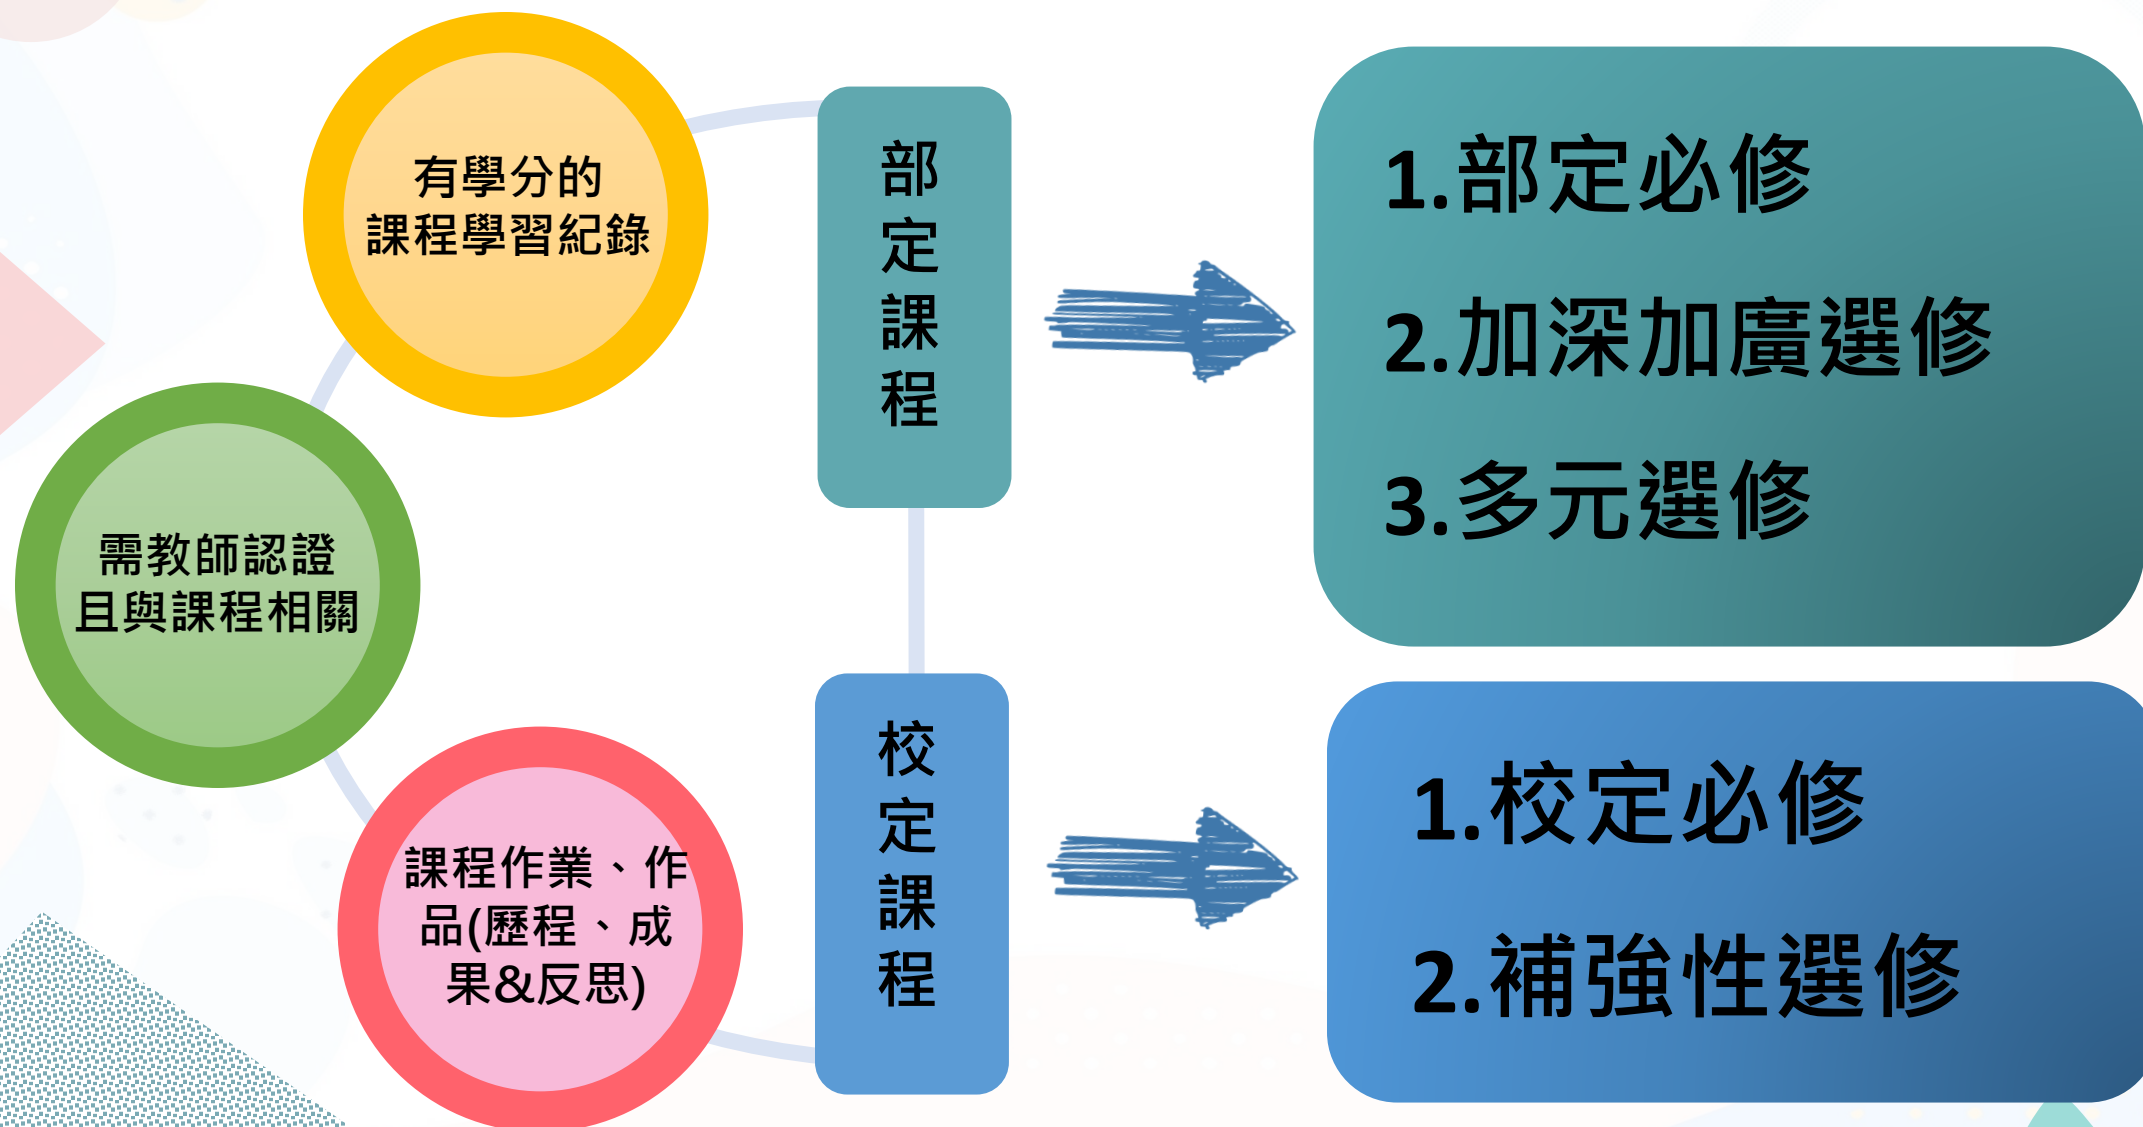 有學分的
課程學習紀錄
需教師認證
且與課程相關
課程作業、作
品(歷程、成
果&反思)
部定課程
1.部定必修
2.加深加廣選修
3.多元選修
校定課程
1.校定必修
2.補強性選修